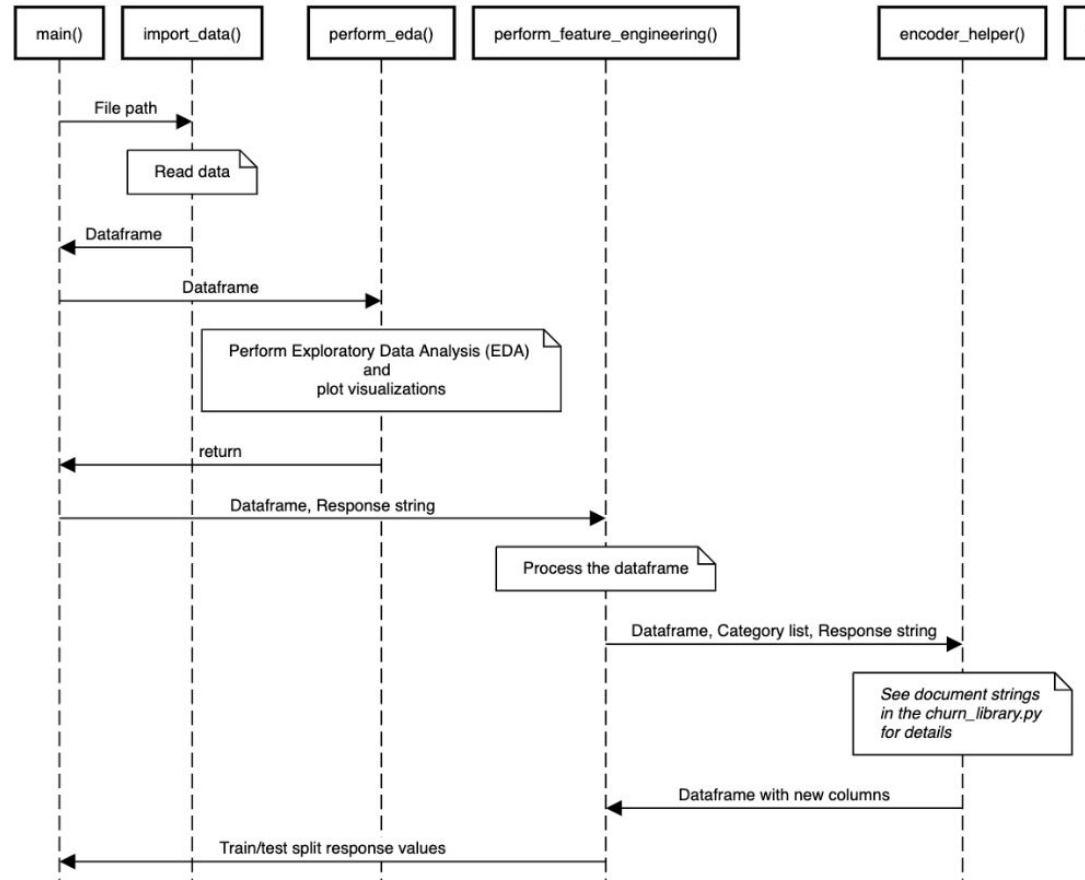 main()
import_data()
perform_eda()
perform_feature_engineering()
encoder_helper()
File path
Read data
Dataframe
Dataframe
Perform Exploratory Data Analysis (EDA)
and
plot visualizations
return
Dataframe, Response string
Process the dataframe
Dataframe, Category list, Response string
See document strings
in the churn_library.py
for details
Dataframe with new columns
Train/test split response values